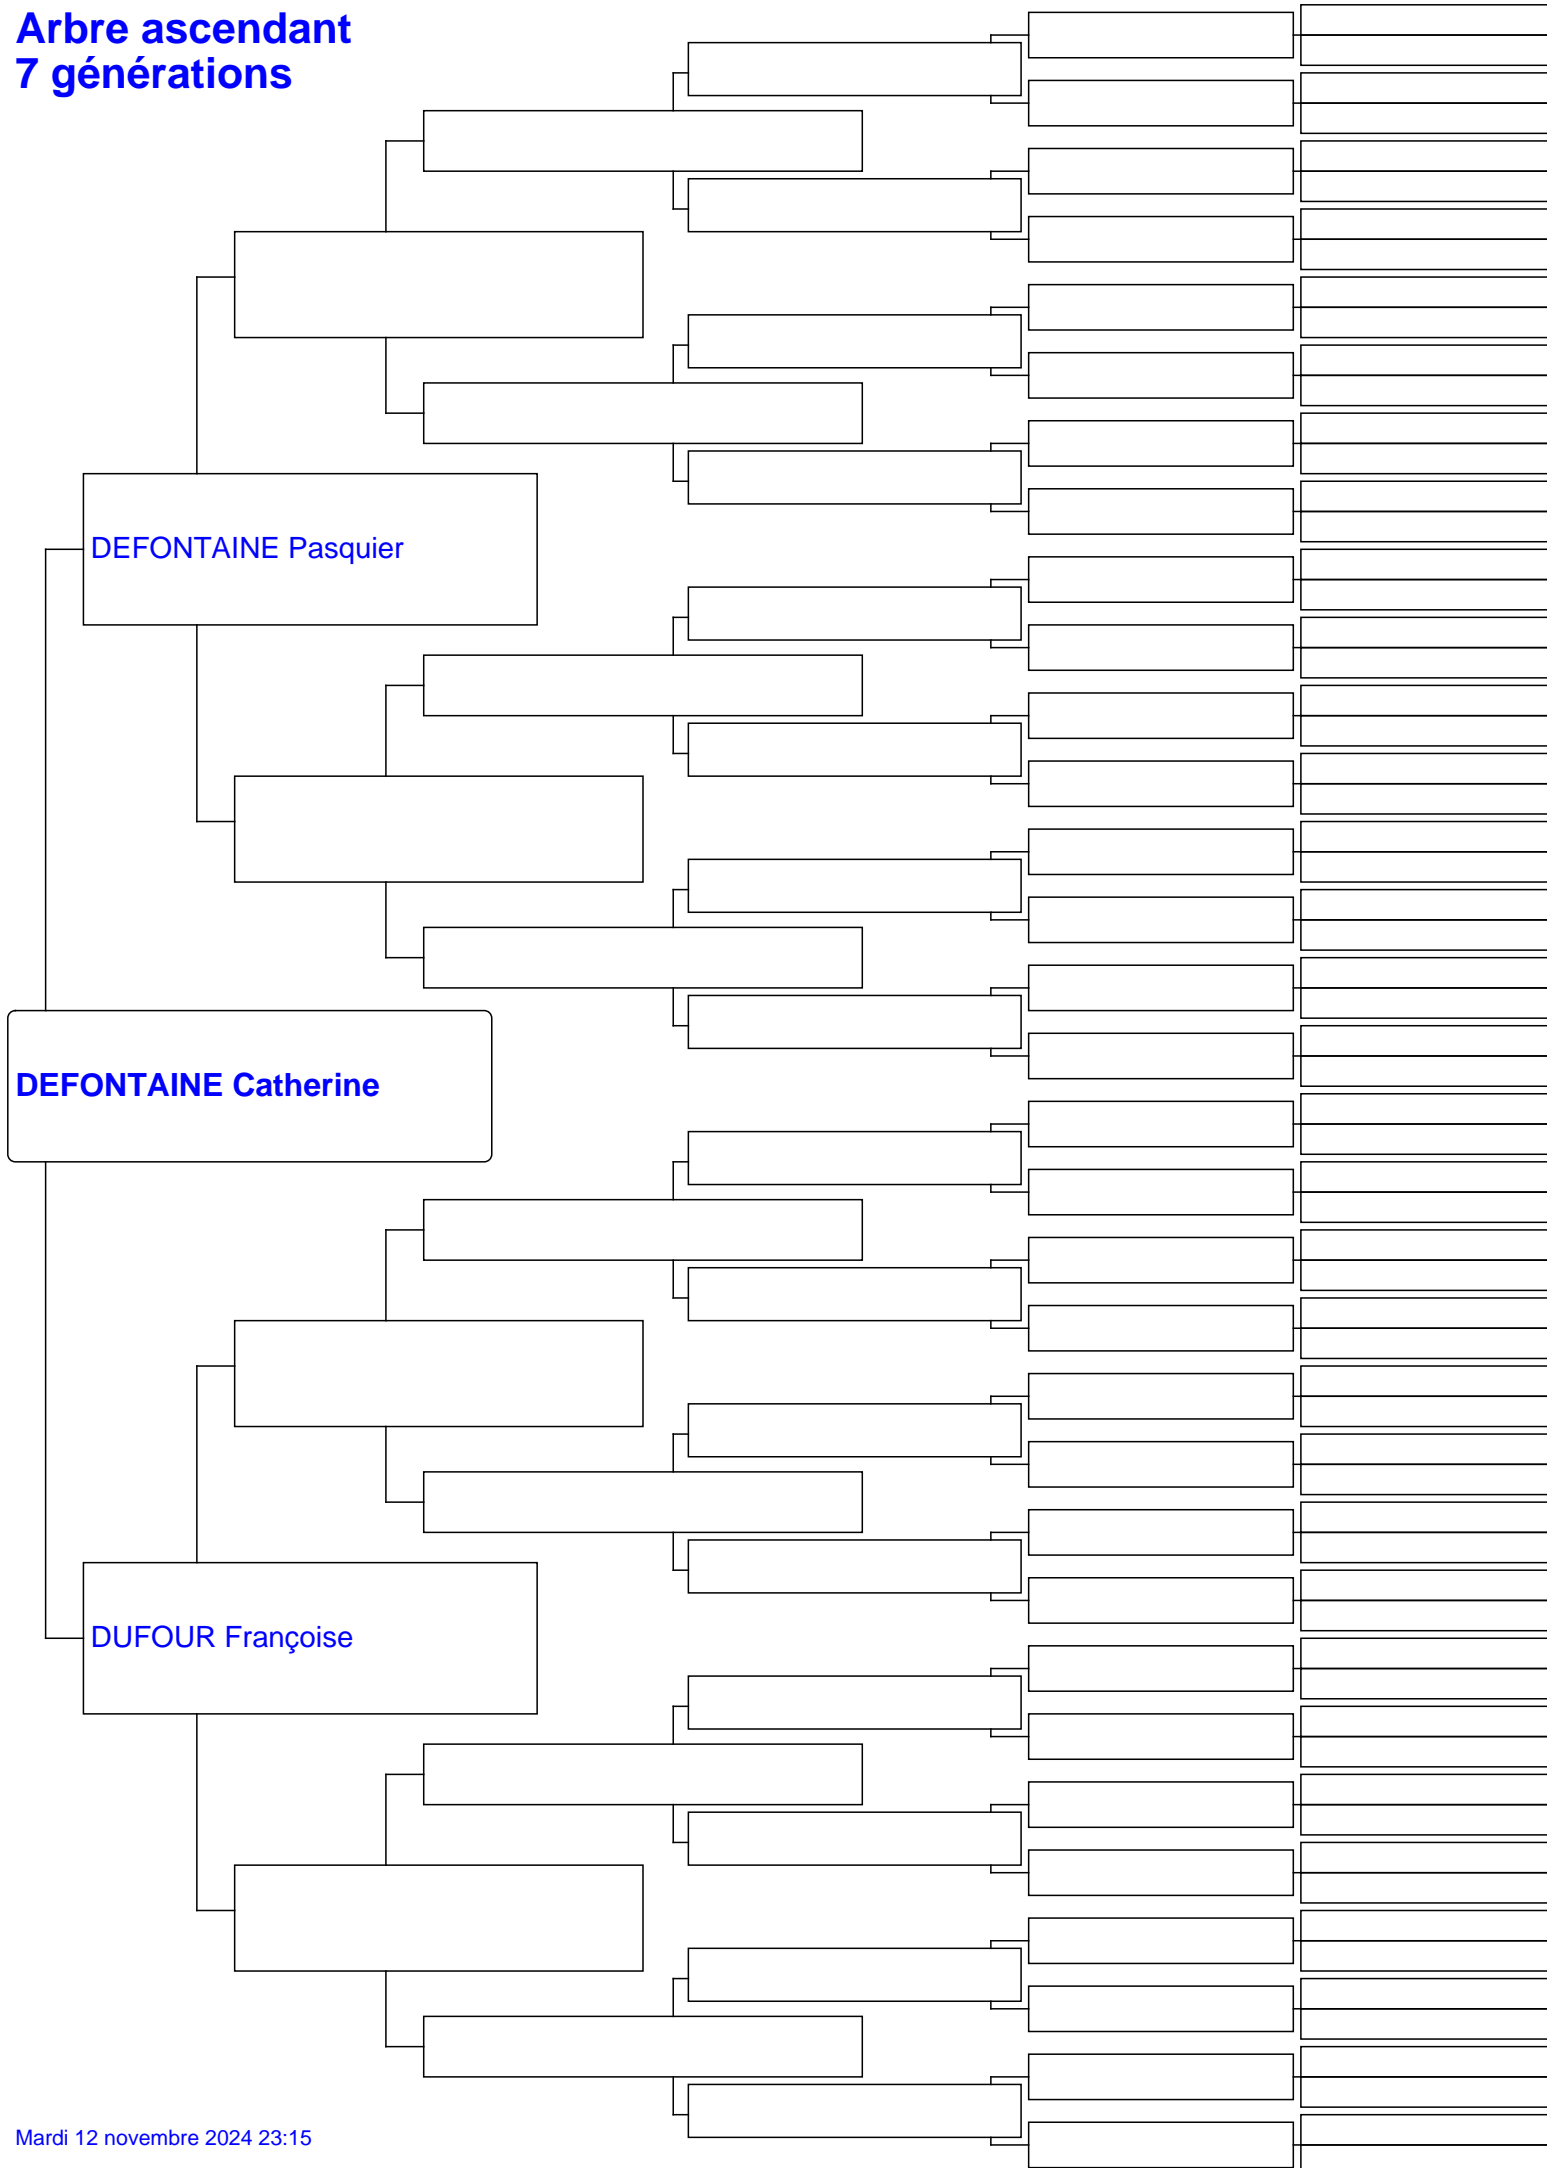 Arbre ascendant
7 générations
DEFONTAINE Pasquier
DEFONTAINE Catherine
DUFOUR Françoise
Mardi 12 novembre 2024 23:15